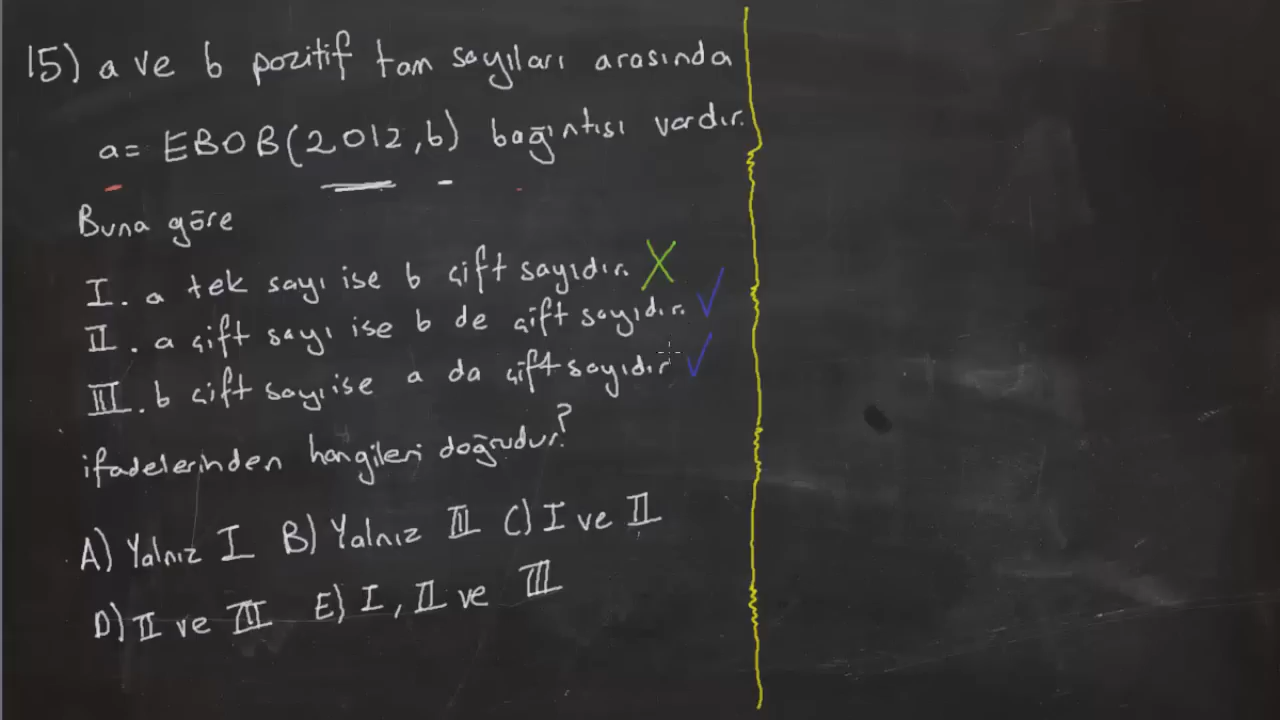 15) a ve b pozitif tam sayıları arasında
a= EBOB(2012,b) bağıntısı vardır.
Buna göre
I. a tek sayı ise b çift sayıdır. X
II. a çift sayı ise b de çift sayıdır. ✓
III. b çift sayı ise a da çift sayıdır ✓
ifadelerinden hangileri doğrudur?
A) Yalnız I B) Yalnız III C) I ve II
D) II ve III E) I, II ve III